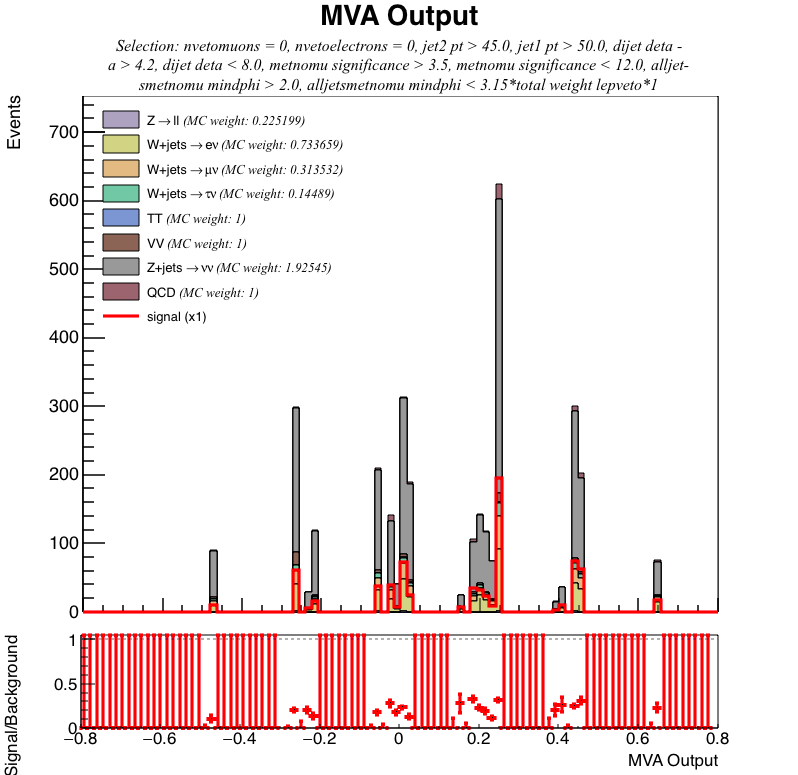 MVA Output
Selection: nvetomuons = 0, nvetoelectrons = 0, jet2 pt > 45.0, jet1 pt > 50.0, dijet deta -
a > 4.2, dijet deta < 8.0, metnomu significance > 3.5, metnomu significance < 12.0, alljet-
smetnomu mindphi > 2.0, alljetsmetnomu mindphi < 3.15*total weight lepveto*1
Events
700
600
500
400
300
200
100
0
Z→ll (MC weight: 0.225199)
W+jets→eν (MC weight: 0.733659)
W+jets→μν (MC weight: 0.313532)
W+jets→τν (MC weight: 0.14489)
TT (MC weight: 1)
VV (MC weight: 1)
Z+jets→νν (MC weight: 1.92545)
QCD (MC weight: 1)
signal (x1)
Signal/Background
1
0.5
0
−0.8 −0.6 −0.4 −0.2 0 0.2 0.4 0.6 0.8
MVA Output